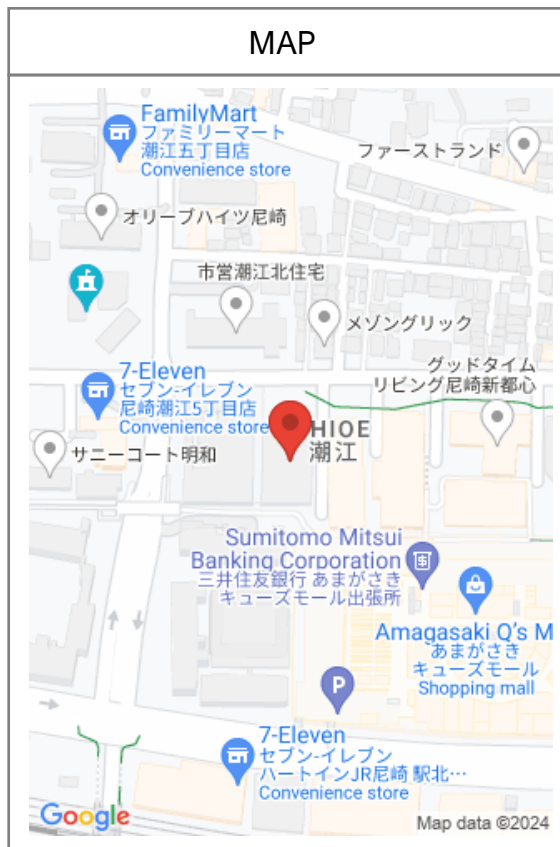 MAP
FamilyMart
ファミリーマート
潮江五丁目店
Convenience store
ファーストランド
オリーブハイツ尼崎
市営潮江北住宅
メゾングリック
7-Eleven
セブン-イレブン
尼崎潮江5丁目店
Convenience store
グッドタイム
リビング尼崎新都心
HIOE
潮江
サニーコート明和
Sumitomo Mitsui
Banking Corporation
三井住友銀行 あまがさき
キューズモール出張所
Amagasaki Q's M
あまがさき
キューズモール
Shopping mall
P
7-Eleven
セブン-イレブン
ハートインJR尼崎 駅北…
Convenience store
Google
Map data ©2024